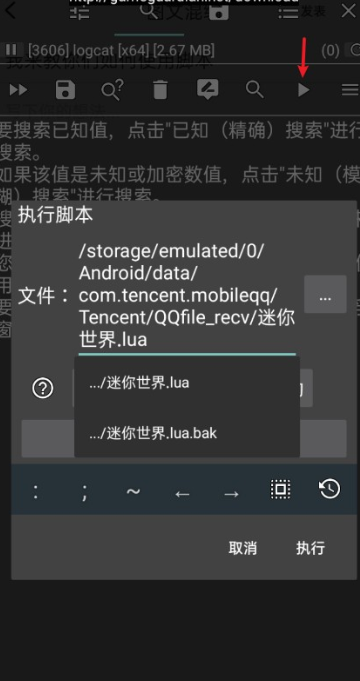 [3606] logcat [x64] [2.67 MB]
(0)
要搜索已知值，点击"已知（精确）搜索"进行
搜索。
如果该值是未知或加密数值，点击"未知（模
糊）搜索"进行搜索。
执行脚本
文件：
/storage/emulated/0/
Android/data/
com.tencent.mobileqq/
Tencent/QQfile_recv/迷你
世界.lua
...
.../迷你世界.lua
.../迷你世界.lua.bak
: ; ~ ← →
取消 执行